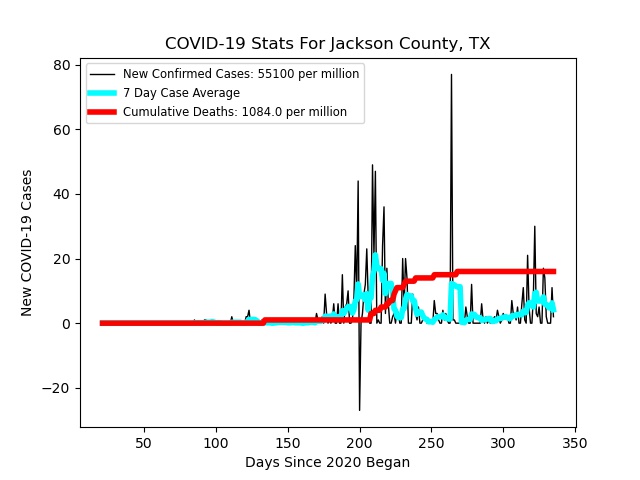 COVID-19 Stats For Jackson County, TX
New Confirmed Cases: 55100 per million
7 Day Case Average
Cumulative Deaths: 1084.0 per million
New COVID-19 Cases
80
60
40
20
0
−20
50 100 150 200 250 300 350
Days Since 2020 Began